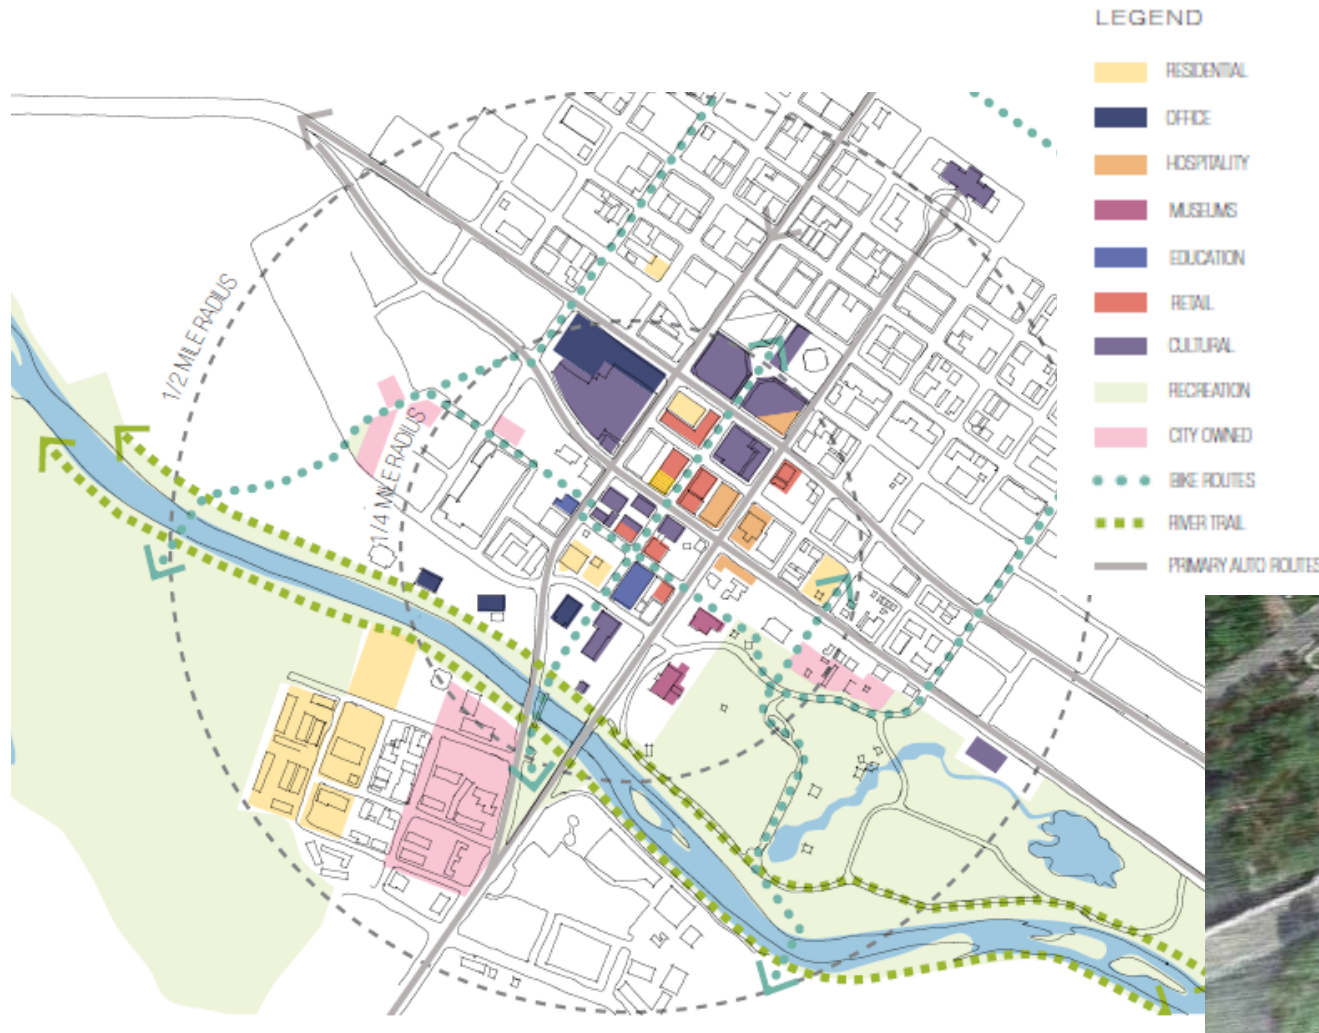 LEGEND
RESIDENTIAL
OFFICE
HOSPITALITY
MUSEUMS
EDUCATION
RETAIL
CULTURAL
RECREATION
CITY OWNED
BIKE ROUTES
RIVER TRAIL
PRIMARY AUTO ROUTES
1/2 MILE RADIUS
1/4 MILE RADIUS